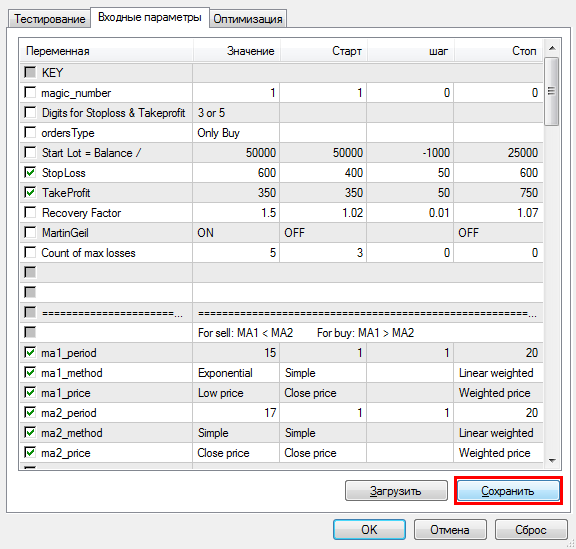 Тестирование Входные параметры Оптимизация
Переменная Значение Старт шаг Стоп
KEY
magic_number 1 1 0 0
Digits for Stoploss & Takeprofit 3 or 5
ordersType Only Buy
Start Lot = Balance / 50000 50000 -1000 25000
StopLoss 600 400 50 600
TakeProfit 350 350 50 750
Recovery Factor 1.5 1.02 0.01 1.07
MartinGeil ON OFF OFF
Count of max losses 5 3 0 0
======================... =======================================================...
For sell: MA1 < MA2 For buy: MA1 > MA2
ma1_period 15 1 1 20
ma1_method Exponential Simple Linear weighted
ma1_price Low price Close price Weighted price
ma2_period 17 1 1 20
ma2_method Simple Simple Linear weighted
ma2_price Close price Close price Weighted price
Загрузить Сохранить
OK Отмена Сброс